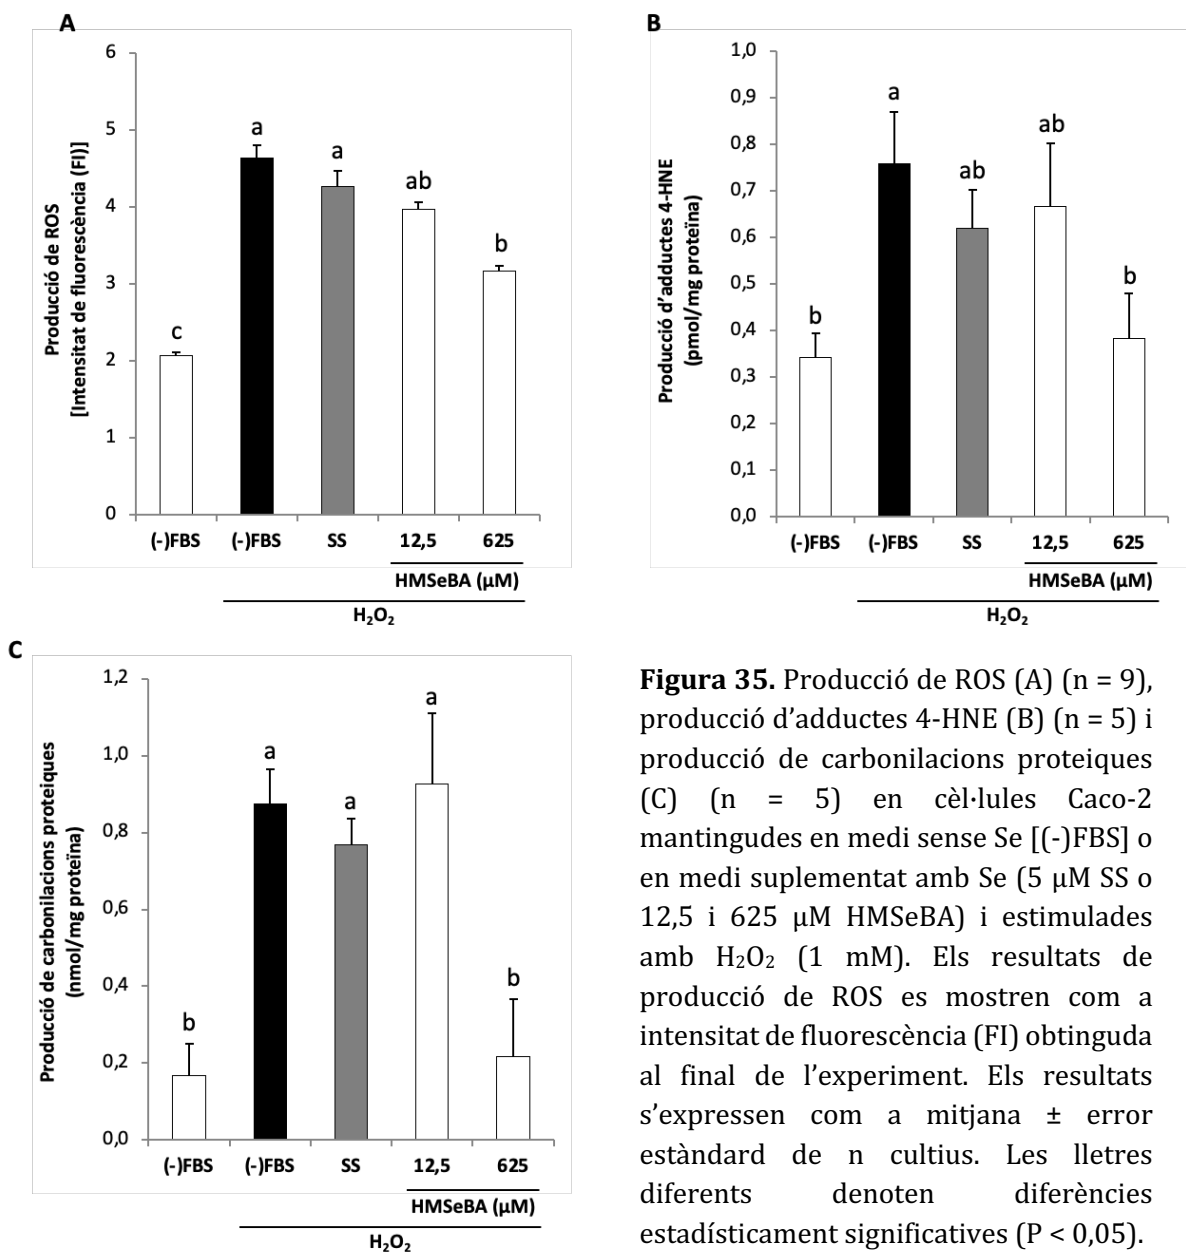 A
Producció de ROS
[Intensitat de fluorescència (FI)]
6
5
4
3
2
1
0
c
a
a
ab
b
(-)FBS
(-)FBS
SS
12,5
625
HMSeBA (µM)
H₂O₂
B
Producció d'adductes 4-HNE
(pmol/mg proteïna)
1,0
0,9
0,8
0,7
0,6
0,5
0,4
0,3
0,2
0,1
0,0
b
a
ab
ab
b
(-)FBS
(-)FBS
SS
12,5
625
HMSeBA (µM)
H₂O₂
C
Producció de carbonilacions proteiques
(nmol/mg proteïna)
1,2
1,0
0,8
0,6
0,4
0,2
0,0
b
a
a
a
b
(-)FBS
(-)FBS
SS
12,5
625
HMSeBA (µM)
H₂O₂
Figura 35. Producció de ROS (A) (n = 9),
producció d'adductes 4-HNE (B) (n = 5) i
producció de carbonilacions proteiques
(C) (n = 5) en cèl·lules Caco-2
mantingudes en medi sense Se [(-)FBS] o
en medi suplementat amb Se (5 µM SS o
12,5 i 625 µM HMSeBA) i estimulades
amb H₂O₂ (1 mM). Els resultats de
producció de ROS es mostren com a
intensitat de fluorescència (FI) obtinguda
al final de l'experiment. Els resultats
s'expressen com a mitjana ± error
estàndard de n cultius. Les lletres
diferents denoten diferències
estadísticament significatives (P < 0,05).